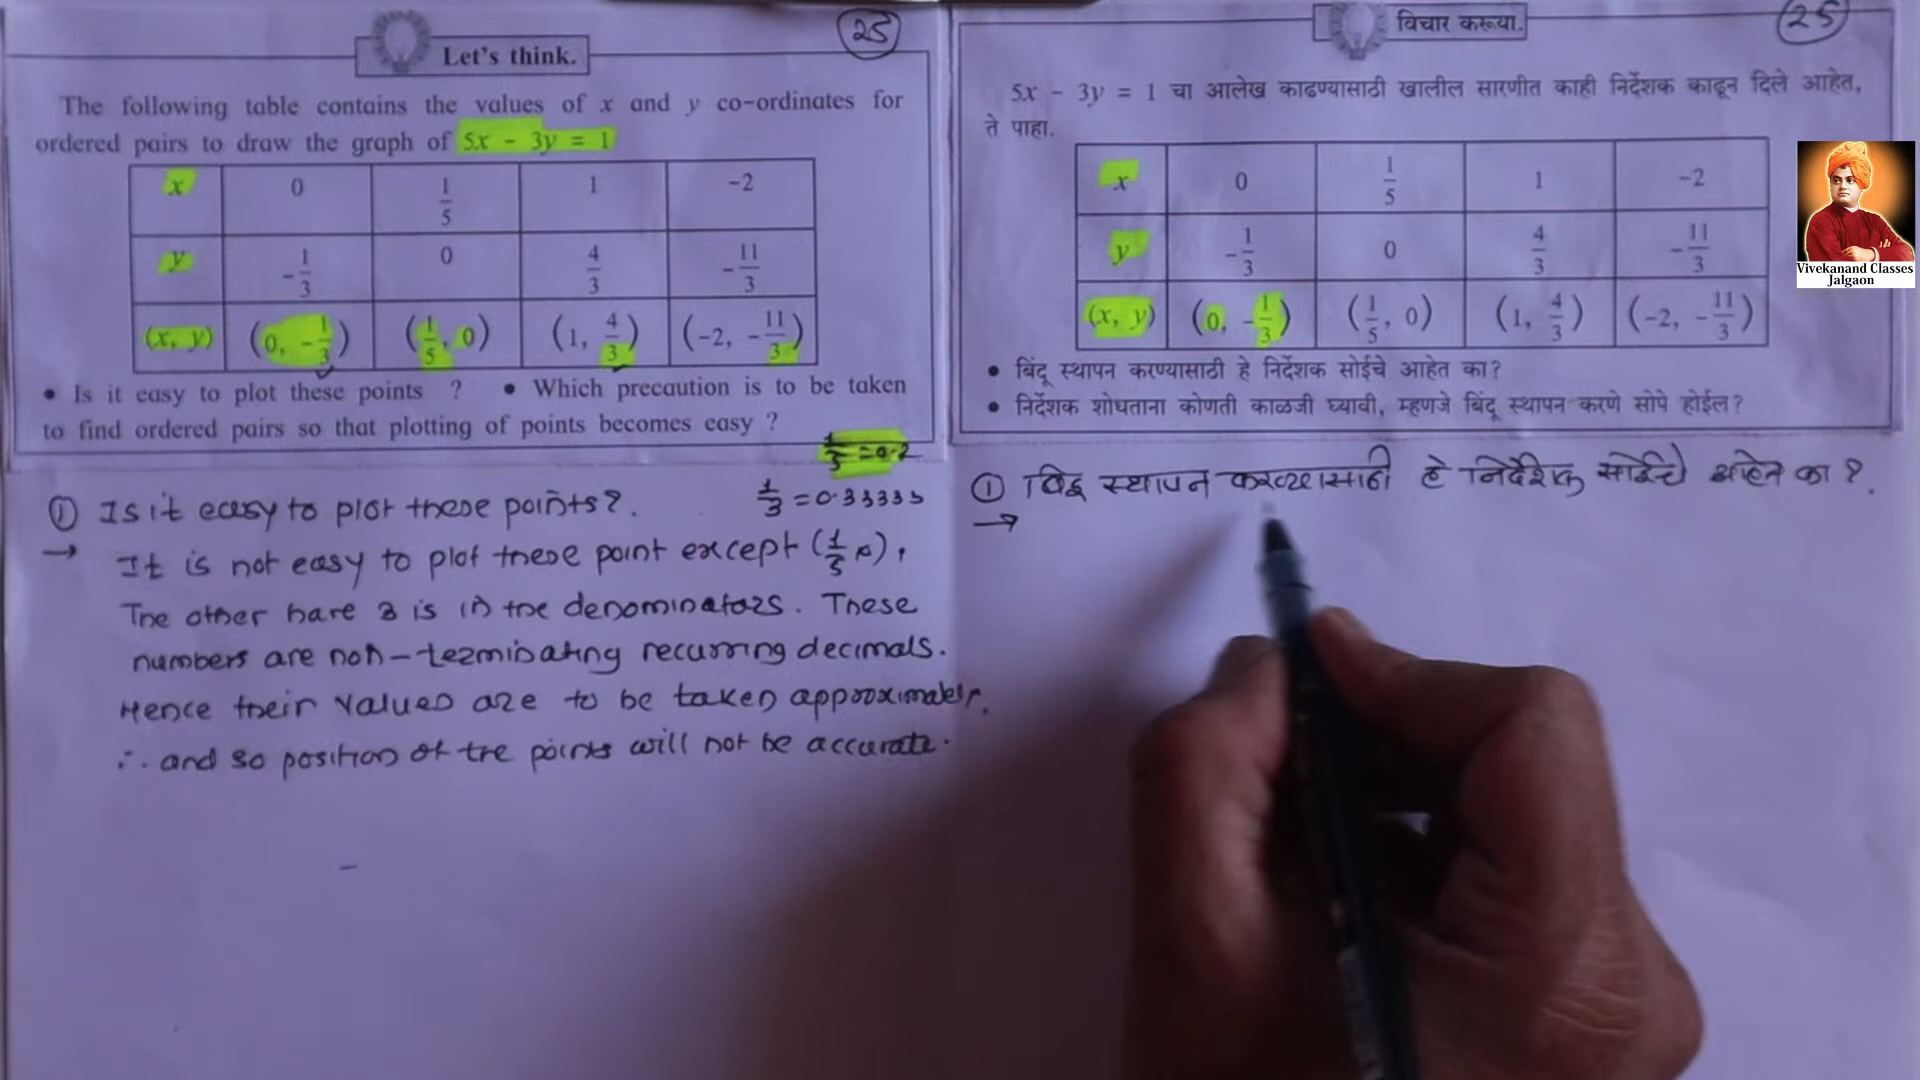 Let's think.
25
The following table contains the values of x and y co-ordinates for
ordered pairs to draw the graph of 5x - 3y = 1
x 0 1/5 1 -2
y -1/3 0 4/3 -11/3
(x, y) (0, -1/3) (1/5, 0) (1, 4/3) (-2, -11/3)
• Is it easy to plot these points ? • Which precaution is to be taken
to find ordered pairs so that plotting of points becomes easy ?
1/5 = 0.2
1/3 = 0.33333
① Is it easy to plot these points?
→ It is not easy to plot these point except (1/5, 0),
The other have 3 is in the denominators. These
numbers are non-terminating recurring decimals.
Hence their values are to be taken approximately.
∴ and so position of the points will not be accurate.
विचार करूया.
25
5x - 3y = 1 चा आलेख काढण्यासाठी खालील सारणीत काही निर्देशक काढून दिले आहेत,
ते पाहा.
x 0 1/5 1 -2
y -1/3 0 4/3 -11/3
(x, y) (0, -1/3) (1/5, 0) (1, 4/3) (-2, -11/3)
• बिंदू स्थापन करण्यासाठी हे निर्देशक सोईचे आहेत का?
• निर्देशक शोधताना कोणती काळजी घ्यावी, म्हणजे बिंदू स्थापन करणे सोपे होईल?
① बिंदू स्थापन करण्यासाठी हे निर्देशक सोईचे आहेत का?
→
Vivekanand Classes
Jalgaon